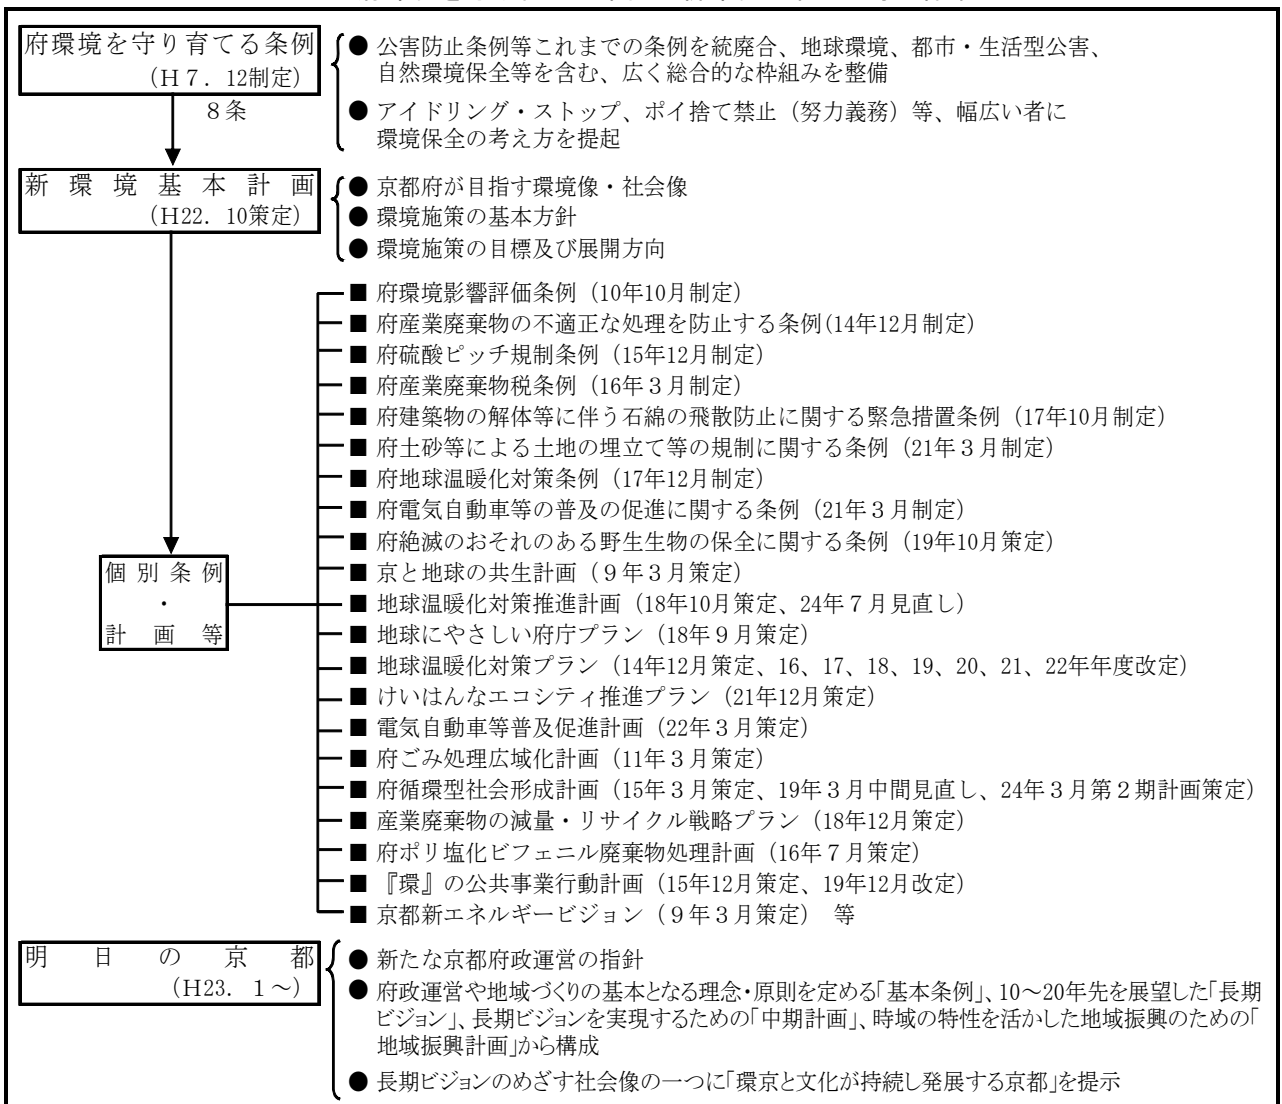 府環境を守り育てる条例
（H７．12制定）
● 公害防止条例等これまでの条例を統廃合、地球環境、都市・生活型公害、
自然環境保全等を含む、広く総合的な枠組みを整備
８条
● アイドリング・ストップ、ポイ捨て禁止（努力義務）等、幅広い者に
環境保全の考え方を提起
新環境基本計画
（H22．10策定）
● 京都府が目指す環境像・社会像
● 環境施策の基本方針
● 環境施策の目標及び展開方向
個別条例
・
計画等
■ 府環境影響評価条例（10年10月制定）
■ 府産業廃棄物の不適正な処理を防止する条例(14年12月制定）
■ 府硫酸ピッチ規制条例（15年12月制定）
■ 府産業廃棄物税条例（16年３月制定）
■ 府建築物の解体等に伴う石綿の飛散防止に関する緊急措置条例（17年10月制定）
■ 府土砂等による土地の埋立て等の規制に関する条例（21年３月制定）
■ 府地球温暖化対策条例（17年12月制定）
■ 府電気自動車等の普及の促進に関する条例（21年３月制定）
■ 府絶滅のおそれのある野生生物の保全に関する条例（19年10月策定）
■ 京と地球の共生計画（９年３月策定）
■ 地球温暖化対策推進計画（18年10月策定、24年７月見直し）
■ 地球にやさしい府庁プラン（18年９月策定）
■ 地球温暖化対策プラン（14年12月策定、16、17、18、19、20、21、22年年度改定）
■ けいはんなエコシティ推進プラン（21年12月策定）
■ 電気自動車等普及促進計画（22年３月策定）
■ 府ごみ処理広域化計画（11年３月策定）
■ 府循環型社会形成計画（15年３月策定、19年３月中間見直し、24年３月第２期計画策定）
■ 産業廃棄物の減量・リサイクル戦略プラン（18年12月策定）
■ 府ポリ塩化ビフェニル廃棄物処理計画（16年７月策定）
■ 『環』の公共事業行動計画（15年12月策定、19年12月改定）
■ 京都新エネルギービジョン（９年３月策定）　等
明日の京都
（H23．１～）
● 新たな京都府政運営の指針
● 府政運営や地域づくりの基本となる理念・原則を定める「基本条例」、10～20年先を展望した「長期
ビジョン」、長期ビジョンを実現するための「中期計画」、時域の特性を活かした地域振興のための「
地域振興計画」から構成
● 長期ビジョンのめざす社会像の一つに「環京と文化が持続し発展する京都」を提示